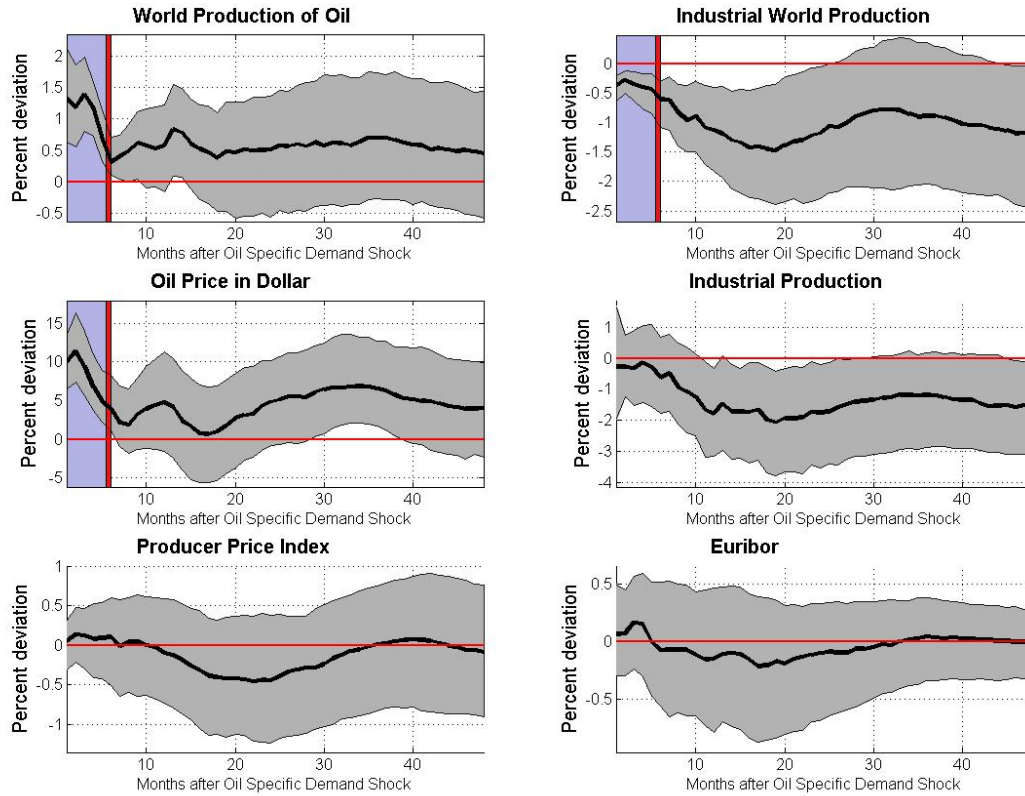 World Production of Oil
Percent deviation
2
1.5
1
0.5
0
-0.5
10 20 30 40
Months after Oil Specific Demand Shock
Industrial World Production
Percent deviation
0
-0.5
-1
-1.5
-2
-2.5
10 20 30 40
Months after Oil Specific Demand Shock
Oil Price in Dollar
Percent deviation
15
10
5
0
-5
10 20 30 40
Months after Oil Specific Demand Shock
Industrial Production
Percent deviation
1
0
-1
-2
-3
-4
10 20 30 40
Months after Oil Specific Demand Shock
Producer Price Index
Percent deviation
1
0.5
0
-0.5
-1
10 20 30 40
Months after Oil Specific Demand Shock
Euribor
Percent deviation
0.5
0
-0.5
10 20 30 40
Months after Oil Specific Demand Shock